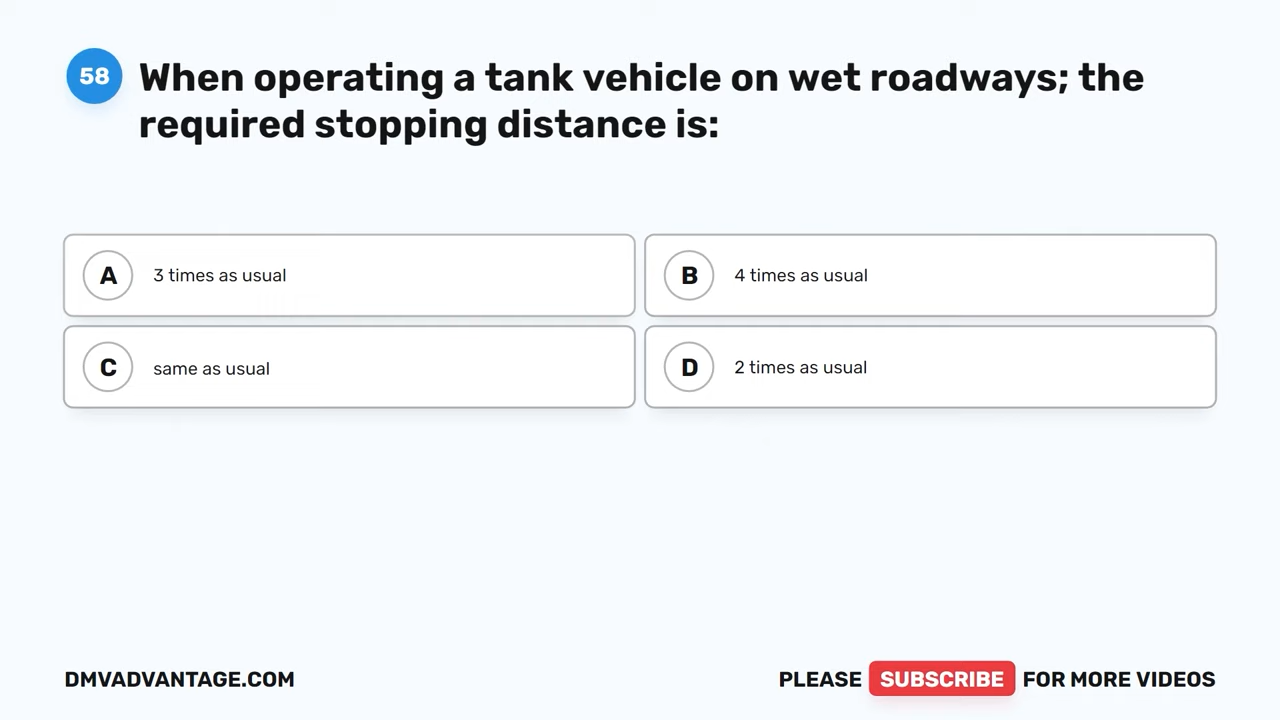 58
When operating a tank vehicle on wet roadways; the
required stopping distance is:
A 3 times as usual
B 4 times as usual
C same as usual
D 2 times as usual
DMVADVANTAGE.COM
PLEASE SUBSCRIBE FOR MORE VIDEOS